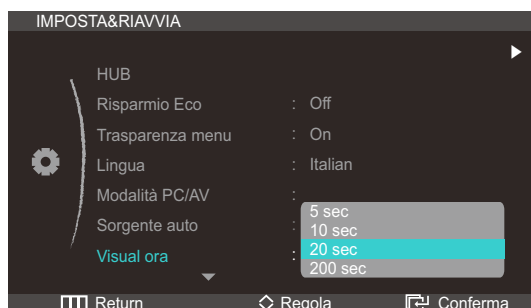 IMPOSTA&RIAVVIA
HUB
Risparmio Eco : Off
Trasparenza menu : On
Lingua : Italian
Modalità PC/AV :
Sorgente auto :
Visual ora :
5 sec
10 sec
20 sec
200 sec
Return Regola Conferma